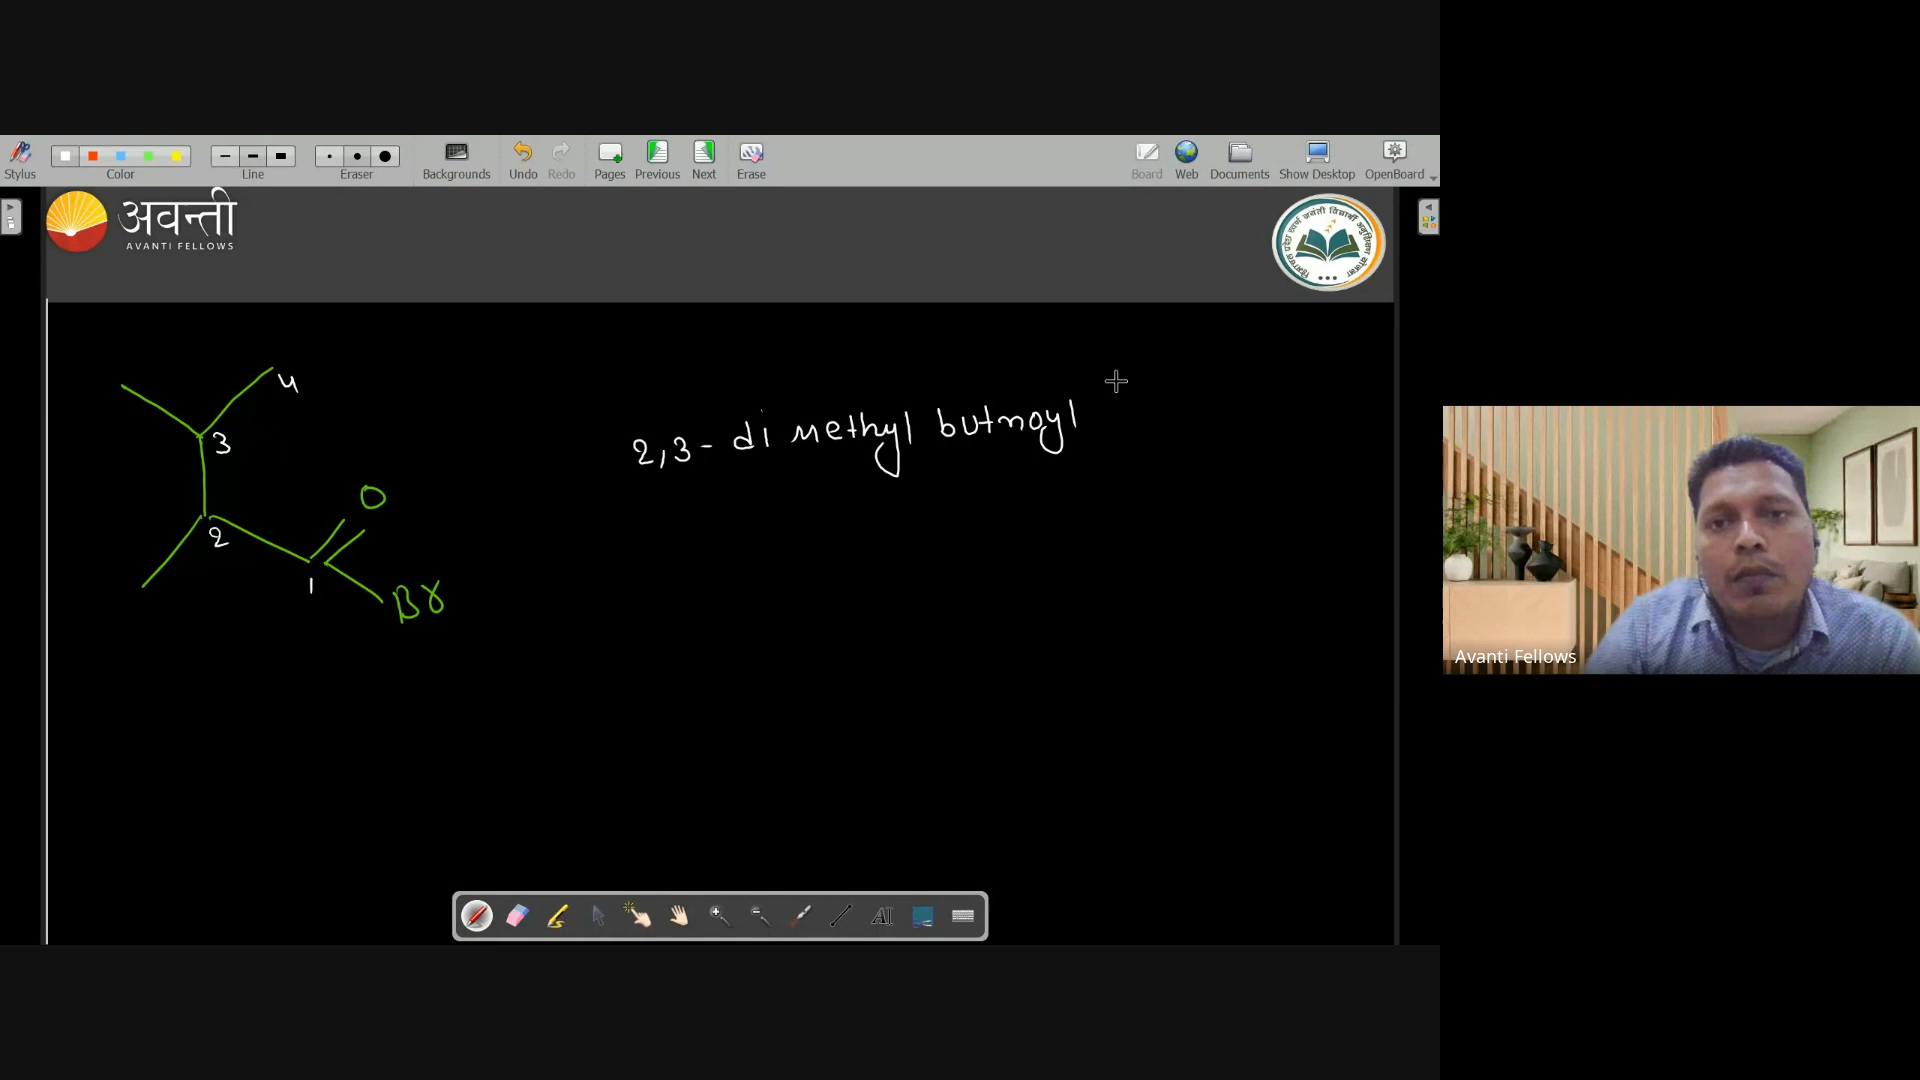 Stylus
Color
Line
Eraser
Backgrounds
Undo
Redo
Pages
Previous
Next
Erase
Board
Web
Documents
Show Desktop
OpenBoard
अवन्ती
AVANTI FELLOWS
4
3
O
2
1
Br
2,3- di methyl butnoyl
Avanti Fellows
AI